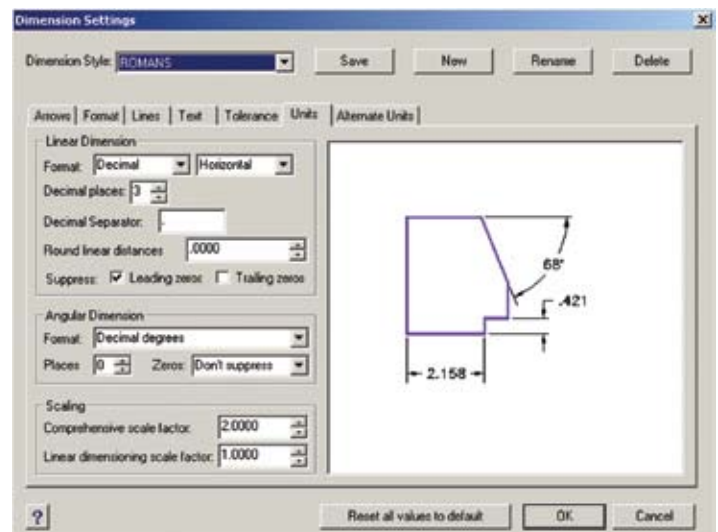 Dimension Settings
Dimension Style: ROMANS Save New Rename Delete
Arrows Format Lines Text Tolerance Units Alternate Units
Linear Dimension
Format: Decimal Horizontal
Decimal places: 3
Decimal Separator: .
Round linear distances .0000
Suppress: Leading zeros Trailing zeros
Angular Dimension
Format: Decimal degrees
Places 0 Zeros: Don't suppress
Scaling
Comprehensive scale factor: 2.0000
Linear dimensioning scale factor: 1.0000
68°
.421
2.158
? Reset all values to default OK Cancel